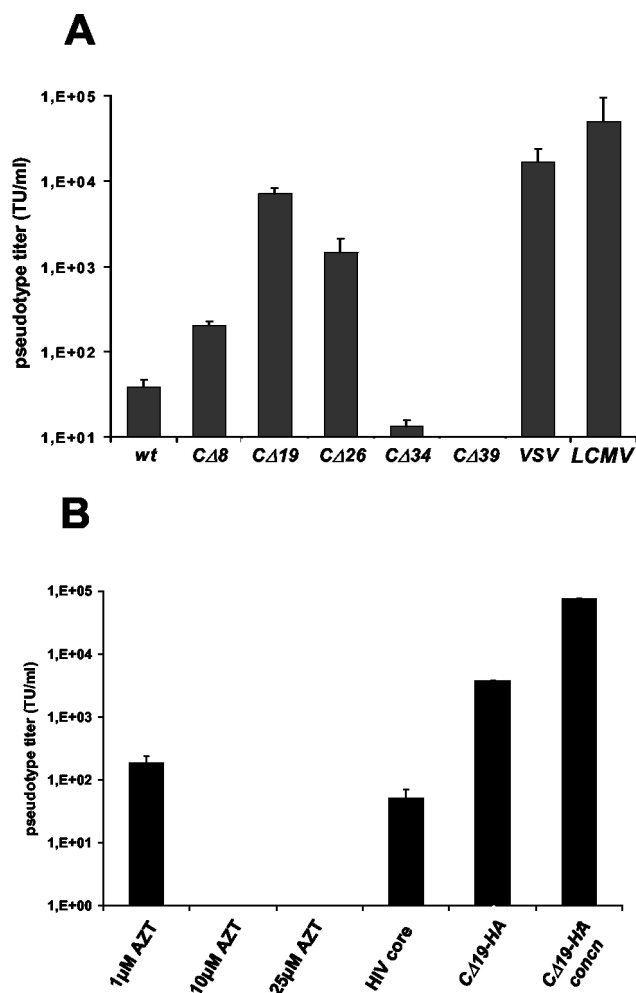 A
pseudotype titer (TU/ml)
1,E+05
1,E+04
1,E+03
1,E+02
1,E+01
wt CΔ8 CΔ19 CΔ26 CΔ34 CΔ39 VSV LCMV
B
pseudotype titer (TU/ml)
1,E+05
1,E+04
1,E+03
1,E+02
1,E+01
1,E+00
1µM AZT
10µM AZT
25µM AZT
HIV core
CΔ19-HA
CΔ19-HA
concn